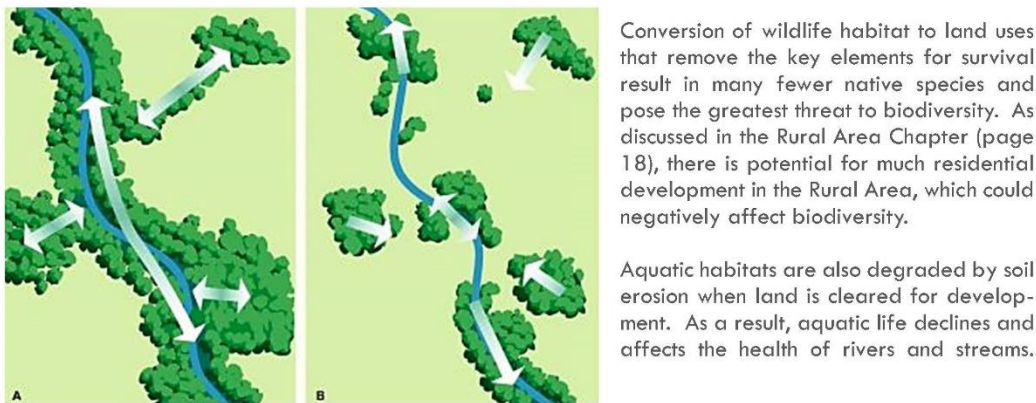 Conversion of wildlife habitat to land uses
that remove the key elements for survival
result in many fewer native species and
pose the greatest threat to biodiversity. As
discussed in the Rural Area Chapter (page
18), there is potential for much residential
development in the Rural Area, which could
negatively affect biodiversity.
Aquatic habitats are also degraded by soil
erosion when land is cleared for develop-
ment. As a result, aquatic life declines and
affects the health of rivers and streams.
A
B